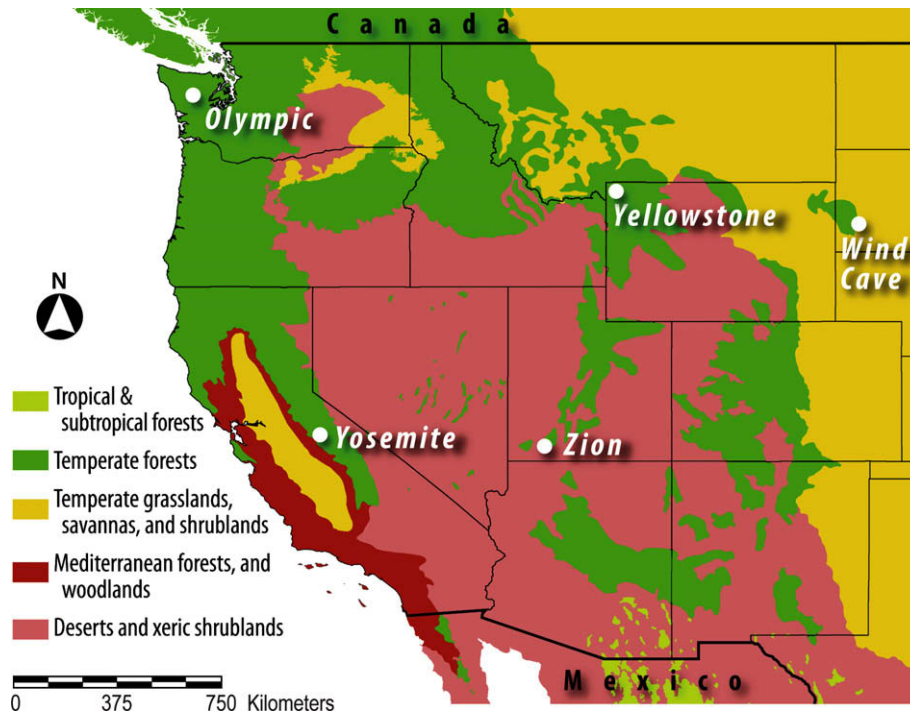 Canada
Olympic
Yellowstone
Wind
Cave
N
Tropical &
subtropical forests
Temperate forests
Yosemite
Zion
Temperate grasslands,
savannas, and shrublands
Mediterranean forests, and
woodlands
Deserts and xeric shrublands
Mexico
0 375 750 Kilometers